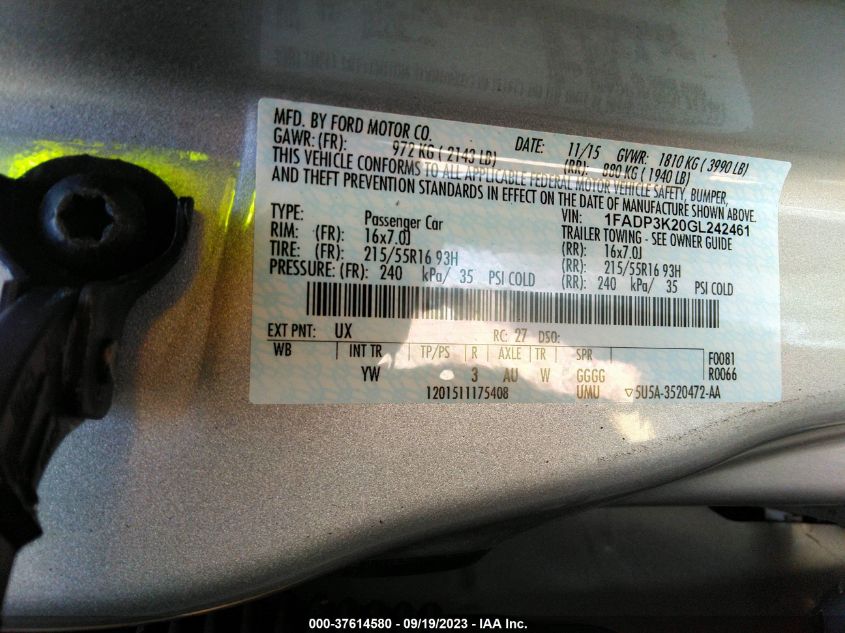 MFD. BY FORD MOTOR CO. DATE: 11/15 GVWR: 1810 KG ( 3990 LB)
GAWR: (FR): 972 KG ( 2143 LB) (RR): 880 KG ( 1940 LB)
THIS VEHICLE CONFORMS TO ALL APPLICABLE FEDERAL MOTOR VEHICLE SAFETY, BUMPER,
AND THEFT PREVENTION STANDARDS IN EFFECT ON THE DATE OF MANUFACTURE SHOWN ABOVE.
VIN: 1FADP3K20GL242461
TYPE: Passenger Car TRAILER TOWING - SEE OWNER GUIDE
RIM: (FR): 16x7.0J (RR): 16x7.0J
TIRE: (FR): 215/55R16 93H (RR): 215/55R16 93H
PRESSURE: (FR): 240 kPa/ 35 PSI COLD (RR): 240 kPa/ 35 PSI COLD
EXT PNT: UX RC: 27 DSO:
WB INT TR TP/PS R AXLE TR SPR F0081
YW 3 AU W GGGG R0066
1201511175408 UMU ▽5U5A-3520472-AA
000-37614580 - 09/19/2023 - IAA Inc.